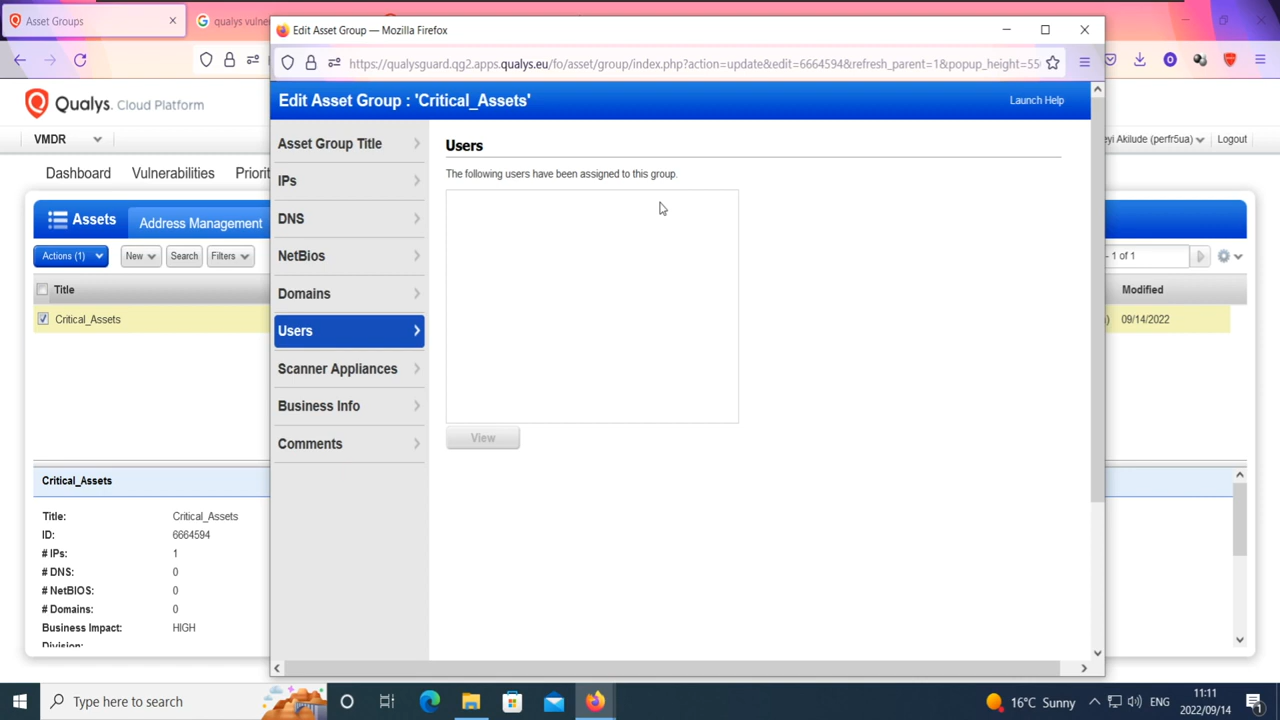 Asset Groups
qualys vulner
Edit Asset Group — Mozilla Firefox
https://qualysguard.qg2.apps.qualys.eu
asset/group/index.php?action=update&edit=6664594&refresh_parent=1&popup_height=55
Qualys. Cloud Platform
Edit Asset Group : 'Critical_Assets'
Launch Help
VMDR
Akilude (perfr5ua)
Logout
Dashboard
Vulnerabilities
Priorit
Assets
Address Management
Actions (1)
New
Search
Filters
- 1 of 1
Title
Modified
Critical_Assets
09/14/2022
Asset Group Title
IPs
DNS
NetBios
Domains
Users
Scanner Appliances
Business Info
Comments
Users
The following users have been assigned to this group.
View
Critical_Assets
Title: Critical_Assets
ID: 6664594
# IPs: 1
# DNS: 0
# NetBIOS: 0
# Domains: 0
Business Impact: HIGH
Division:
Type here to search
16°C Sunny
ENG
11:11
2022/09/14
1